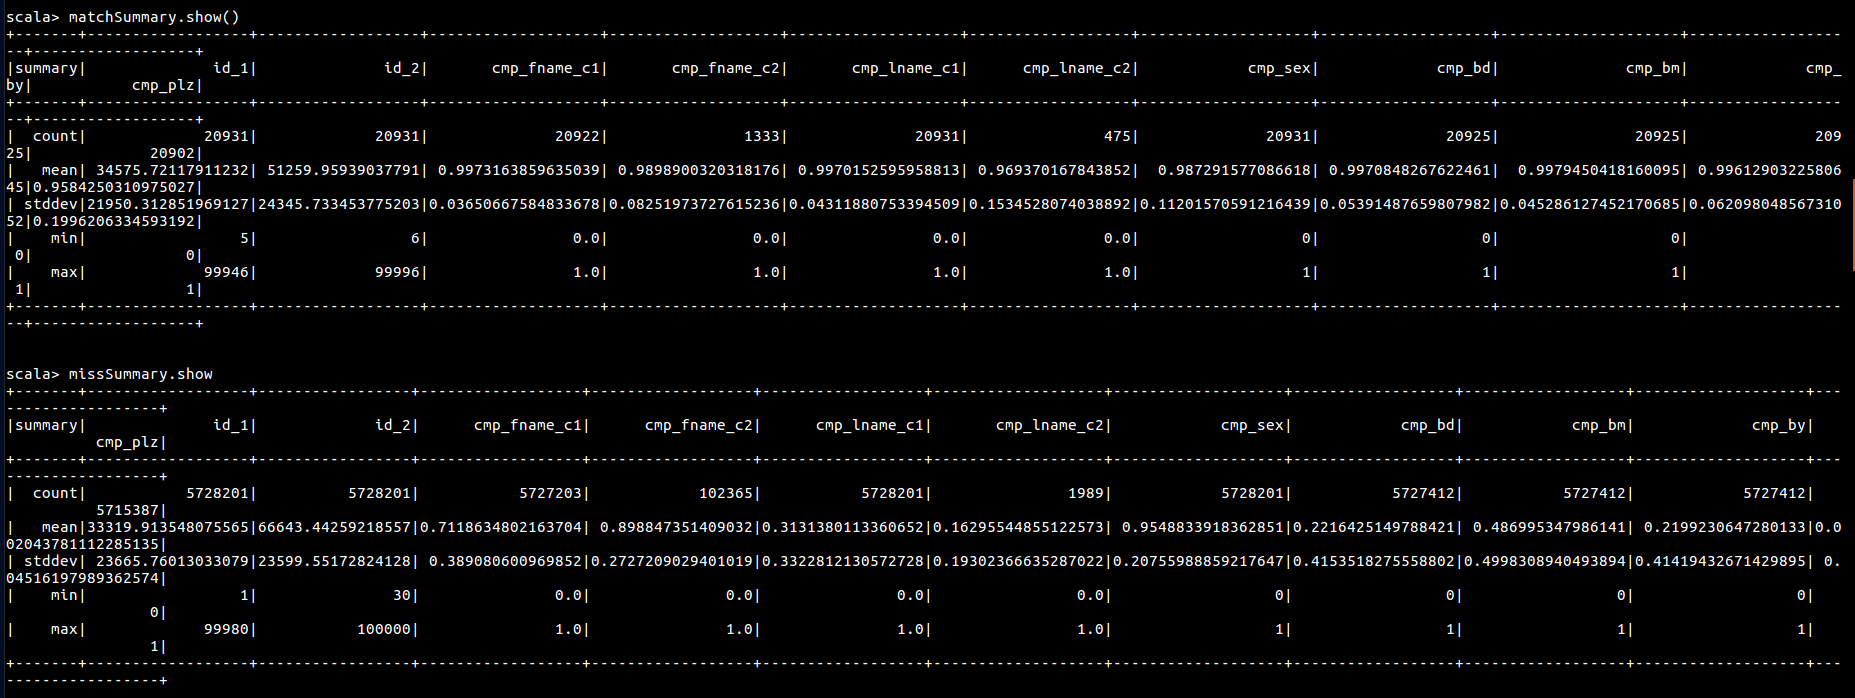 scala> matchSummary.show()
+-------+------------------+-----------------+-------------------+-------------------+-------------------+-----------------+-------------------+-------------------+--------------------+----------------
--+------------------+
|summary|              id_1|             id_2|       cmp_fname_c1|       cmp_fname_c2|       cmp_lname_c1|     cmp_lname_c2|            cmp_sex|             cmp_bd|              cmp_bm|            cmp_
by|           cmp_plz|
+-------+------------------+-----------------+-------------------+-------------------+-------------------+-----------------+-------------------+-------------------+--------------------+----------------
--+------------------+
|  count|             20931|            20931|              20922|               1333|              20931|              475|              20931|              20925|               20925|             209
25|             20902|
|   mean| 34575.72117911232| 51259.95939037791| 0.9973163859635039| 0.9898900320318176| 0.9970152595958813| 0.969370167843852| 0.987291577086618| 0.9970848267622461| 0.9979450418160095| 0.99612903225806
45|0.9584250310975027|
| stddev|21950.312851969127|24345.733453775203|0.03650667584833678|0.08251973727615236|0.04311880753394509|0.1534528074038892|0.11201570591216439|0.05391487659807982|0.045286127452170685|0.062098048567310
52|0.1996206334593192|
|    min|                 5|                6|                0.0|                0.0|                0.0|              0.0|                  0|                  0|                   0|
 0|                 0|
|    max|             99946|            99996|                1.0|                1.0|                1.0|              1.0|                  1|                  1|                   1|
 1|                 1|
+-------+------------------+-----------------+-------------------+-------------------+-------------------+-----------------+-------------------+-------------------+--------------------+----------------
--+------------------+
scala> missSummary.show
+-------+------------------+-----------------+------------------+------------------+------------------+-------------------+-------------------+------------------+------------------+-------------------+---
-----------------+
|summary|              id_1|             id_2|      cmp_fname_c1|      cmp_fname_c2|      cmp_lname_c1|       cmp_lname_c2|            cmp_sex|            cmp_bd|            cmp_bm|             cmp_by|
          cmp_plz|
+-------+------------------+-----------------+------------------+------------------+------------------+-------------------+-------------------+------------------+------------------+-------------------+---
-----------------+
|  count|           5728201|          5728201|           5727203|            102365|           5728201|               1989|            5728201|           5727412|           5727412|            5727412|
          5715387|
|   mean|33319.913548075565|66643.44259218557|0.7118634802163704| 0.898847351409032|0.3131380113360652|0.16295544855122573| 0.9548833918362851|0.2216425149788421| 0.486995347986141| 0.2199230647280133|0.0
02043781112285135|
| stddev| 23665.76013033079|23599.55172824128| 0.389080600969852|0.2727209029401019|0.3322812130572728|0.19302366635287022|0.20755988859217647|0.4153518275558802|0.4998308940493894|0.41419432671429895| 0.
04516197989362574|
|    min|                 1|               30|               0.0|               0.0|               0.0|                0.0|                  0|                 0|                 0|                  0|
                0|
|    max|             99980|           100000|               1.0|               1.0|               1.0|                1.0|                  1|                 1|                 1|                  1|
                1|
+-------+------------------+-----------------+------------------+------------------+------------------+-------------------+-------------------+------------------+------------------+-------------------+---
-----------------+